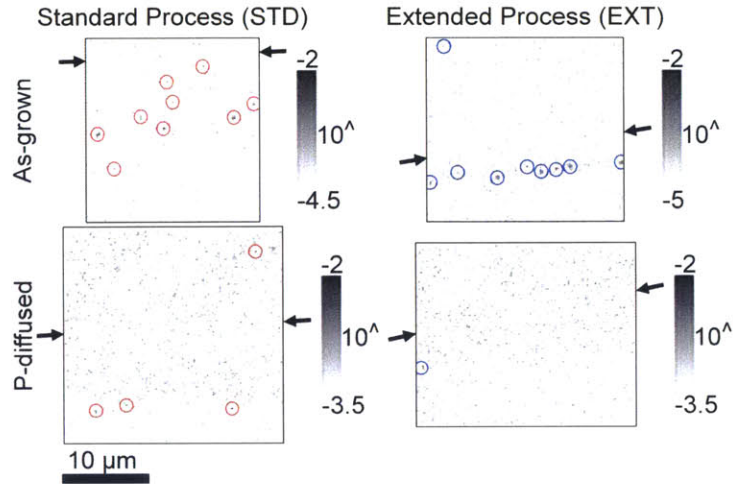 Standard Process (STD)
Extended Process (EXT)
As-grown
-2
10^
-4.5
-2
10^
-5
P-diffused
-2
10^
-3.5
-2
10^
-3.5
10 µm